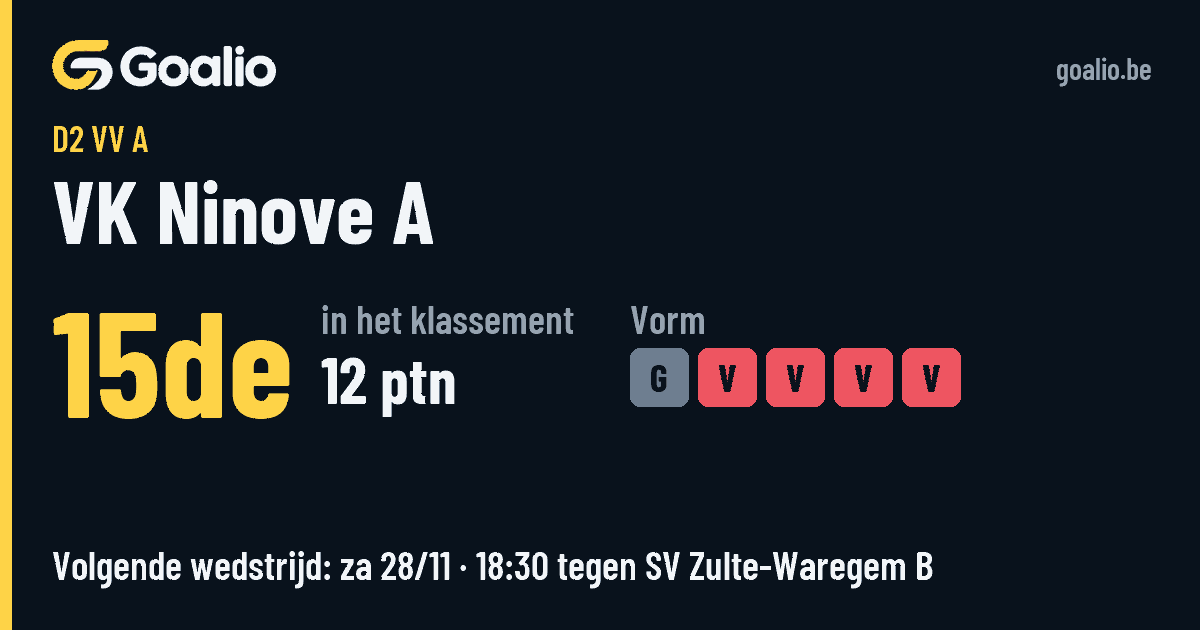 Goalio
goalio.be
D2 VV A
VK Ninove A
15de
in het klassement
12 ptn
Vorm
G V V V V
Volgende wedstrijd: za 28/11 · 18:30 tegen SV Zulte-Waregem B